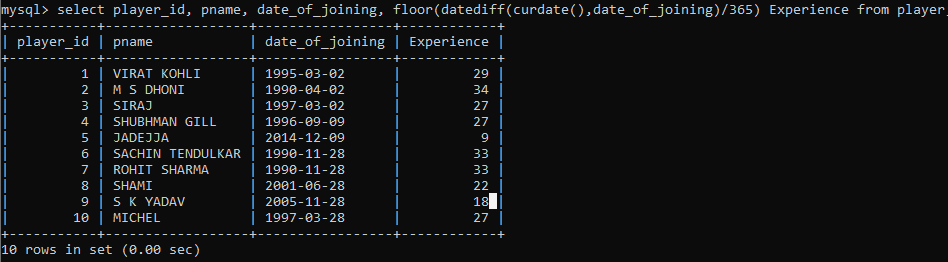 mysql> select player_id, pname, date_of_joining, floor(datediff(curdate(),date_of_joining)/365) Experience from player
+-----------+------------------+-----------------+------------+
| player_id | pname            | date_of_joining | Experience |
+-----------+------------------+-----------------+------------+
|         1 | VIRAT KOHLI      | 1995-03-02      |         29 |
|         2 | M S DHONI        | 1990-04-02      |         34 |
|         3 | SIRAJ            | 1997-03-02      |         27 |
|         4 | SHUBHMAN GILL    | 1996-09-09      |         27 |
|         5 | JADEJJA          | 2014-12-09      |          9 |
|         6 | SACHIN TENDULKAR | 1990-11-28      |         33 |
|         7 | ROHIT SHARMA     | 1990-11-28      |         33 |
|         8 | SHAMI            | 2001-06-28      |         22 |
|         9 | S K YADAV        | 2005-11-28      |         18 |
|        10 | MICHEL           | 1997-03-28      |         27 |
+-----------+------------------+-----------------+------------+
10 rows in set (0.00 sec)